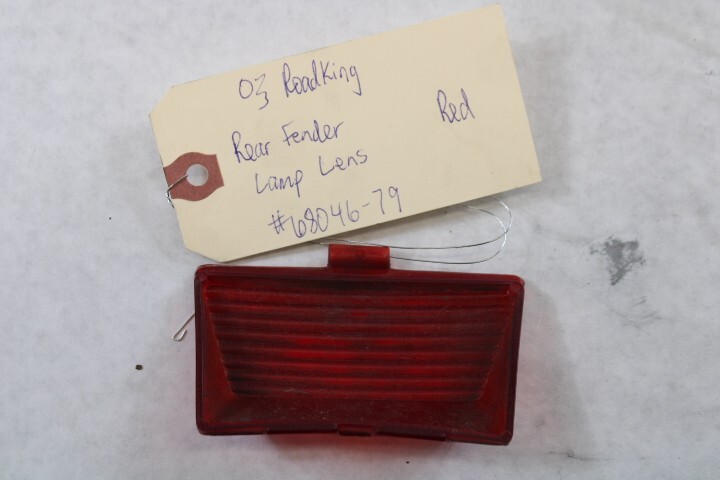 03 RoadKing
Red
Rear Fender
Lamp Lens
#68046-79